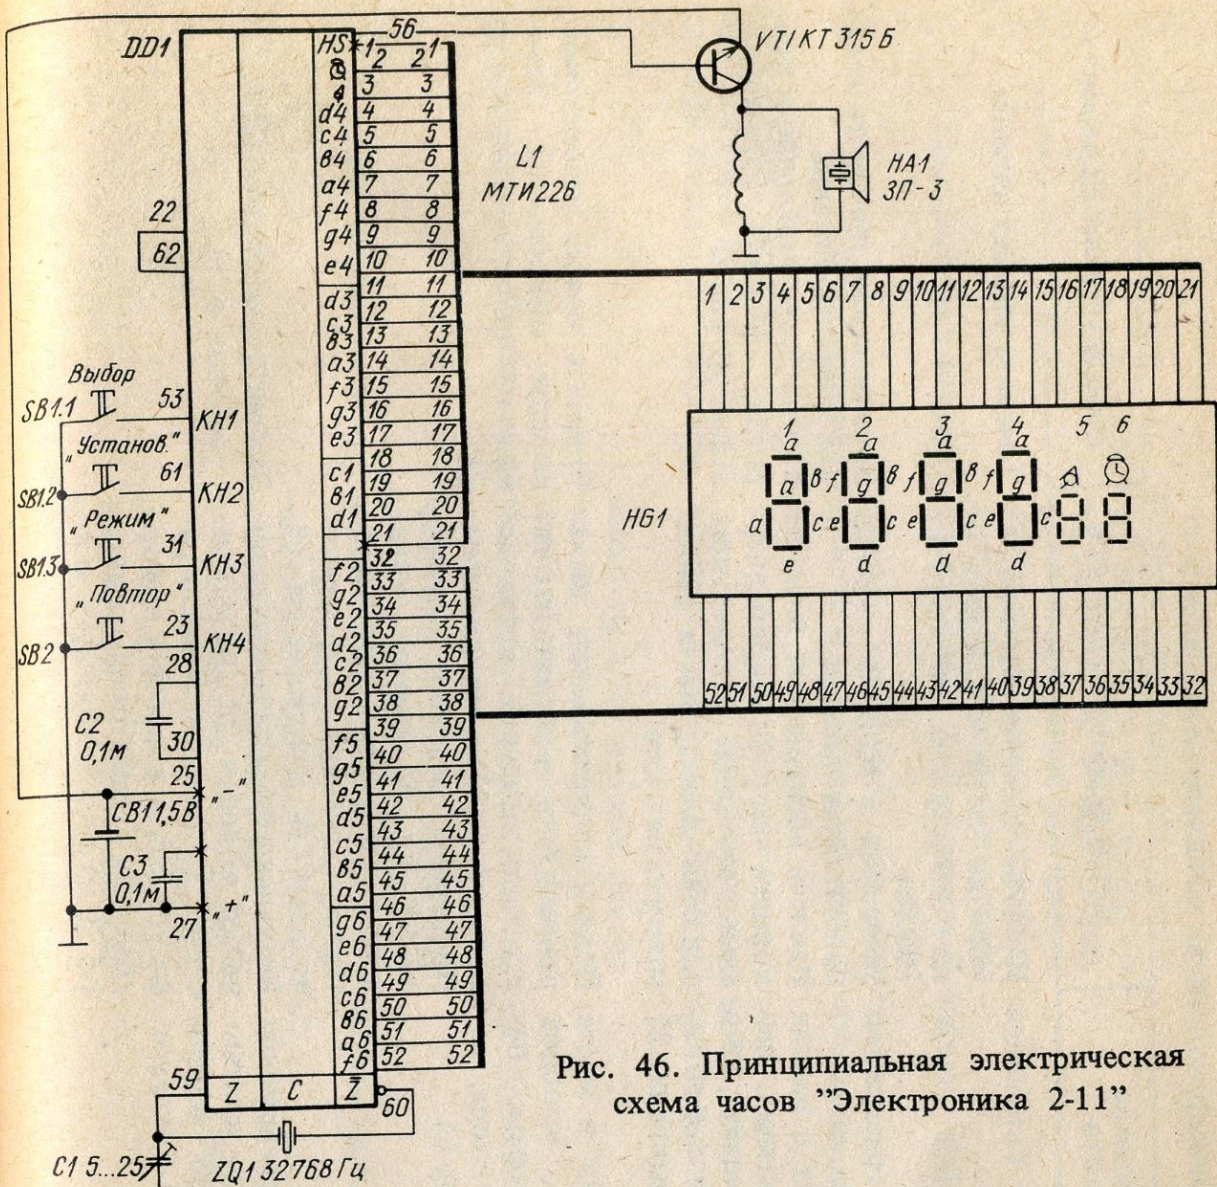 DD1
HS 1 56 1
2 2
3 3
d4 4 4
c4 5 5
в4 6 6
a4 7 7
f4 8 8
g4 9 9
e4 10 10
11 11
d3 12 12
c3 13 13
в3 14 14
a3 15 15
f3 16 16
g3 17 17
e3 18 18
c1 19 19
в1 20 20
d1 21 21
32 32
f2 33 33
g2 34 34
e2 35 35
d2 36 36
c2 37 37
в2 38 38
g2 39 39
f5 40 40
g5 41 41
e5 42 42
d5 43 43
c5 44 44
в5 45 45
a5 46 46
g6 47 47
e6 48 48
d6 49 49
c6 50 50
в6 51 51
a6 52 52
f6
22
62
Выбор
SB1.1 53 КН1
„Установ."
SB1.2 61 КН2
„Режим"
SB1.3 31 КН3
„Повтор"
SB2 23 КН4
28
C2
0,1м 30
25 „-"
CB1 1,5В
C3
0,1м
27 „+"
59 Z C Z̅ 60
C1 5...25
ZQ1 32768 Гц
VT1 КТ 315 Б
L1
МТИ226
НА1
ЗП-3
1 2 3 4 5 6 7 8 9 10 11 12 13 14 15 16 17 18 19 20 21
HG1
1 2 3 4 5 6
a a a a
a в f g в f g в f g
a c e c e c e c
e d d d
52 51 50 49 48 47 46 45 44 43 42 41 40 39 38 37 36 35 34 33 32
Рис. 46. Принципиальная электрическая
схема часов ”Электроника 2-11”